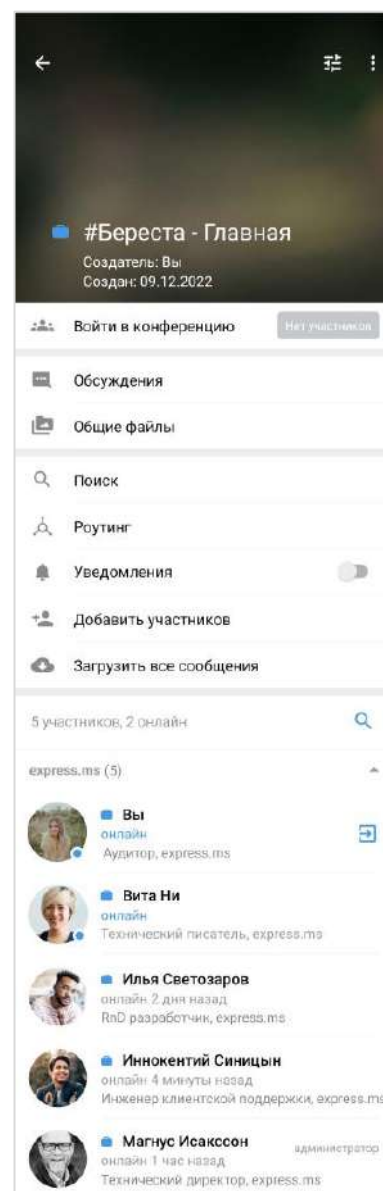 #Береста - Главная
Создатель: Вы
Создан: 09.12.2022
Войти в конференцию Нет участников
Обсуждения
Общие файлы
Поиск
Роутинг
Уведомления
Добавить участников
Загрузить все сообщения
5 участников, 2 онлайн
express.ms (5)
Вы
онлайн
Аудитор, express.ms
Вита Ни
онлайн
Технический писатель, express.ms
Илья Светозаров
онлайн 2 дня назад
RnD разработчик, express.ms
Иннокентий Синицын
онлайн 4 минуты назад
Инженер клиентской поддержки, express.ms
Магнус Исакссон администратор
онлайн 1 час назад
Технический директор, express.ms